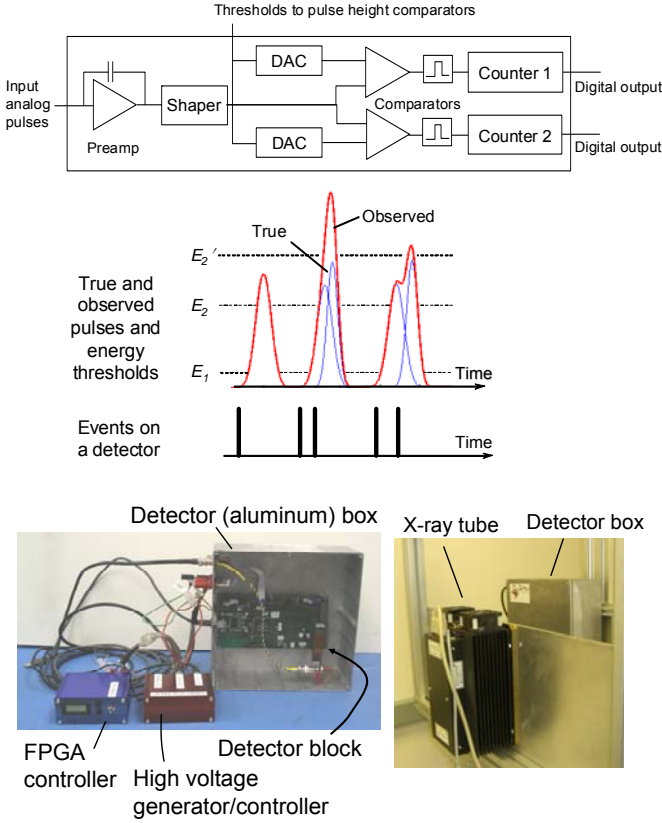 Thresholds to pulse height comparators
Input
analog
pulses
Preamp
Shaper
DAC
DAC
Comparators
Counter 1
Counter 2
Digital output
Digital output
True and
observed
pulses and
energy
thresholds
E2′
E2
E1
True
Observed
Time
Events on
a detector
Time
Detector (aluminum) box
FPGA
controller
High voltage
generator/controller
Detector block
X-ray tube
Detector box